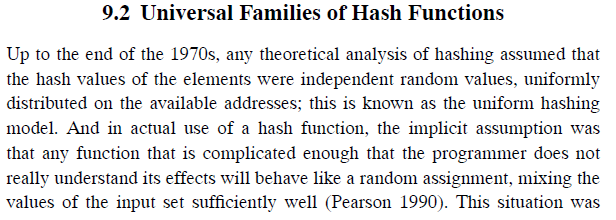 9.2 Universal Families of Hash Functions
Up to the end of the 1970s, any theoretical analysis of hashing assumed that
the hash values of the elements were independent random values, uniformly
distributed on the available addresses; this is known as the uniform hashing
model. And in actual use of a hash function, the implicit assumption was
that any function that is complicated enough that the programmer does not
really understand its effects will behave like a random assignment, mixing the
values of the input set sufficiently well (Pearson 1990). This situation was